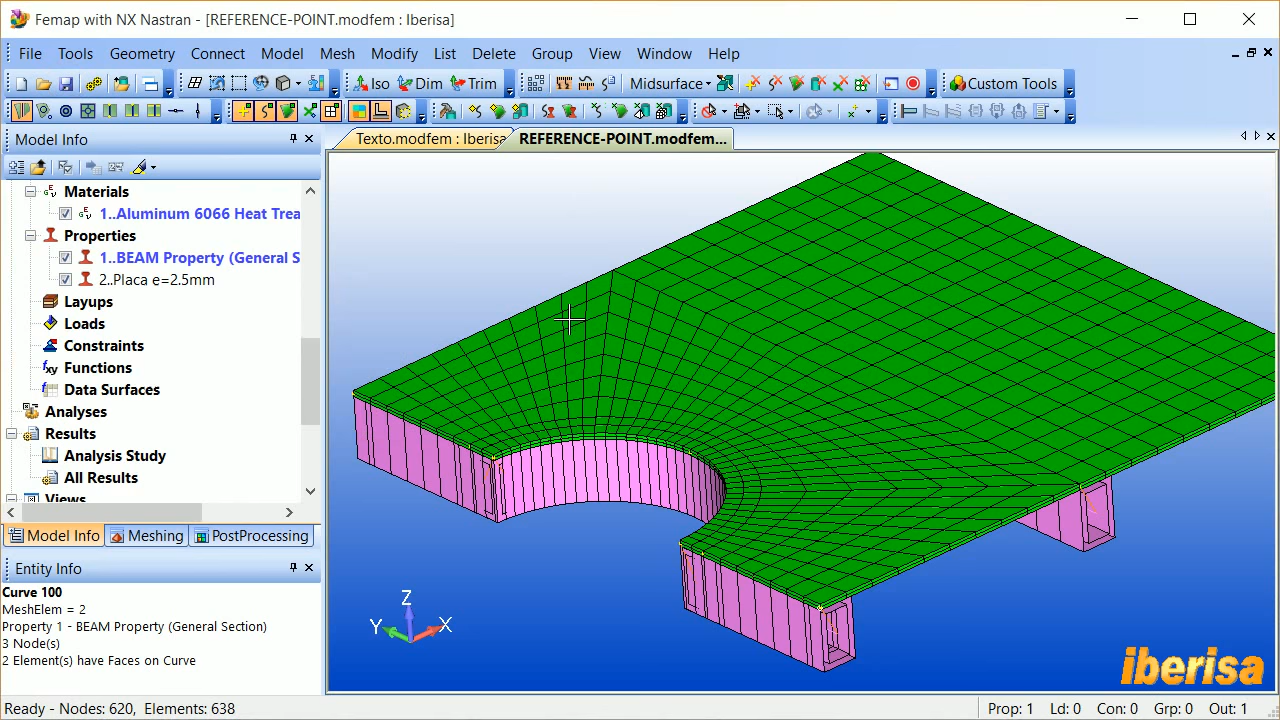 Femap with NX Nastran - [REFERENCE-POINT.modfem : Iberisa]
File Tools Geometry Connect Model Mesh Modify List Delete Group View Window Help
Iso Dim Trim Midsurface Custom Tools
Model Info
Texto.modfem : Iberisa REFERENCE-POINT.modfem...
Materials
1..Aluminum 6066 Heat Trea
Properties
1..BEAM Property (General S
2..Placa e=2.5mm
Layups
Loads
Constraints
Functions
Data Surfaces
Analyses
Results
Analysis Study
All Results
Views
Model Info Meshing PostProcessing
Entity Info
Curve 100
MeshElem = 2
Property 1 - BEAM Property (General Section)
3 Node(s)
2 Element(s) have Faces on Curve
Z
Y X
iberisa
Ready - Nodes: 620, Elements: 638 Prop: 1 Ld: 0 Con: 0 Grp: 0 Out: 1